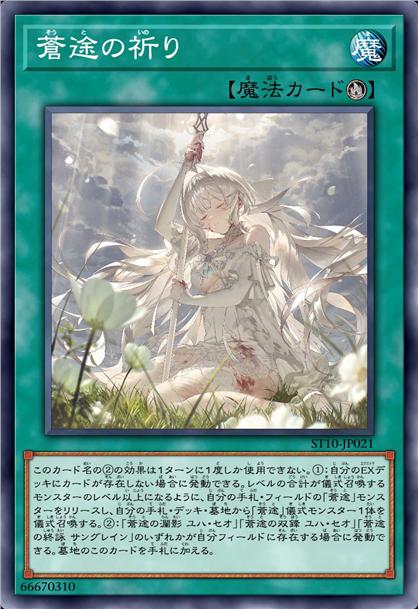 蒼途の祈り
魔
【魔法カード】
ST10-JP021
このカード名の②の効果は1ターンに1度しか使用できない。①:自分のEXデ
ッキにカードが存在しない場合に発動できる。レベルの合計が儀式召喚する
モンスターのレベル以上になるように、自分の手札・フィールドの「蒼途」モンス
ターをリリースし、自分の手札・デッキ・墓地から「蒼途」儀式モンスター1体を
儀式召喚する。②:「蒼途の瀾影 ユハ・セオ」「蒼途の双鋒 ユハ・セオ」「蒼途
の終詠 サングレイン」のいずれかが自分フィールドに存在する場合に発動で
きる。墓地のこのカードを手札に加える。
66670310